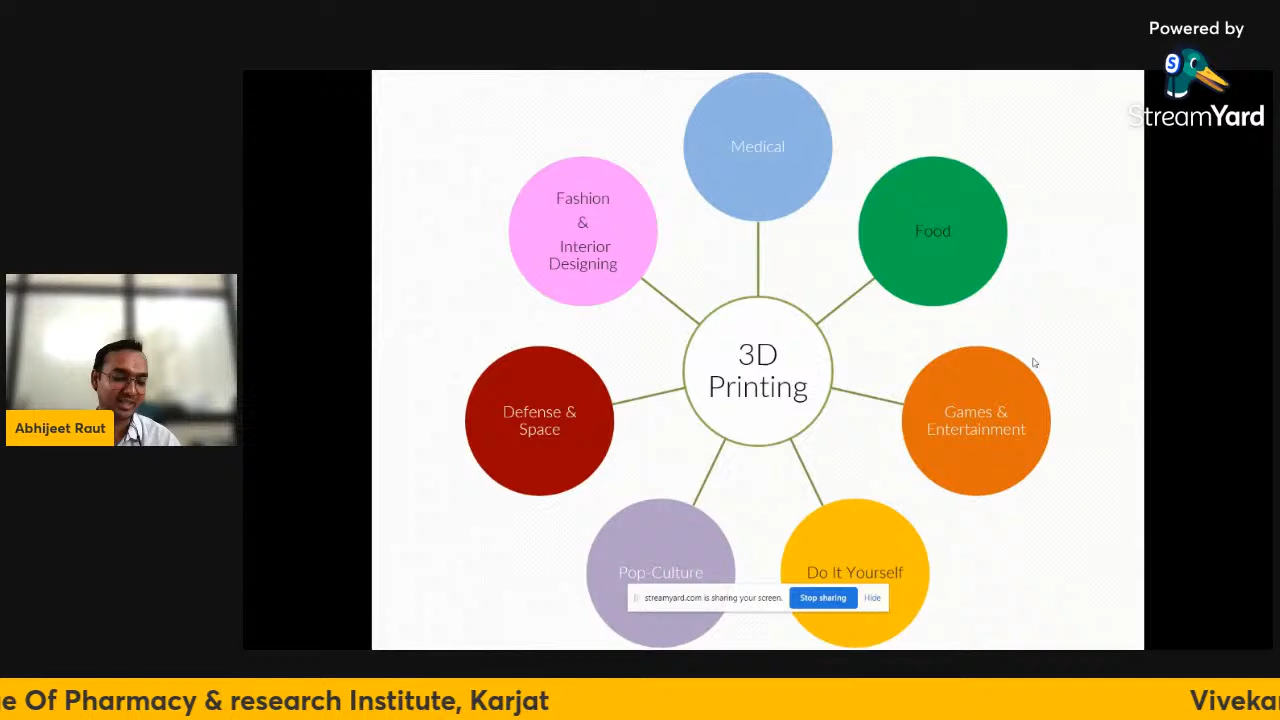 Powered by
StreamYard
Medical
Fashion
&
Interior
Designing
Food
3D
Printing
Defense &
Space
Games &
Entertainment
Pop-Culture
Do It Yourself
streamyard.com is sharing your screen.
Stop sharing
Hide
Abhijeet Raut
e Of Pharmacy & research Institute, Karjat
Viveka